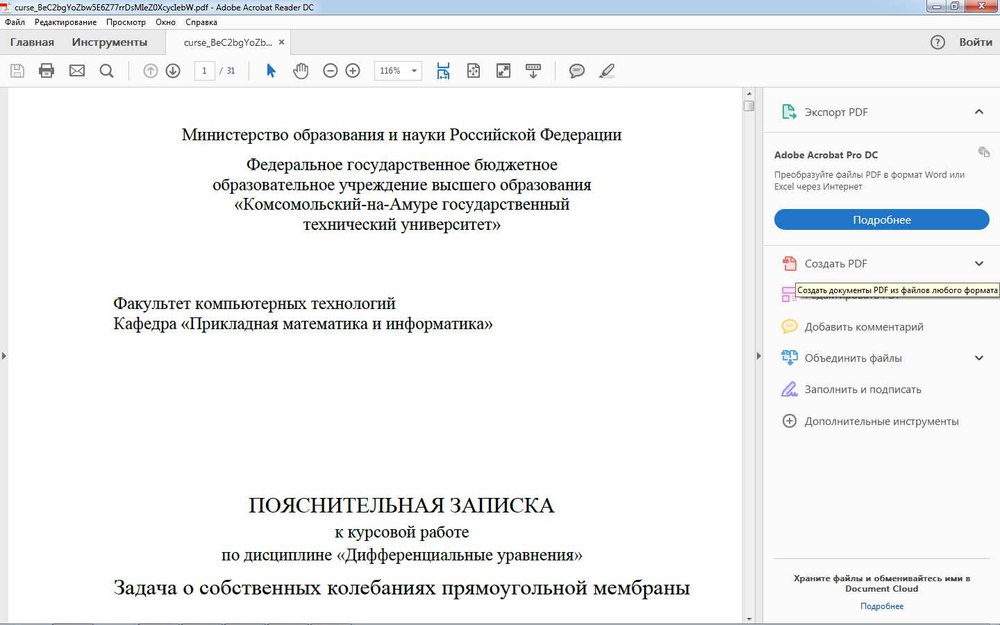 curse_BeC2bgYoZbw5E6Z77rrDsMIeZ0XcycIebW.pdf - Adobe Acrobat Reader DC
Файл Редактирование Просмотр Окно Справка
Главная Инструменты curse_BeC2bgYoZb... × ? Войти
1 / 31 116%
Министерство образования и науки Российской Федерации
Федеральное государственное бюджетное
образовательное учреждение высшего образования
«Комсомольский-на-Амуре государственный
технический университет»
Факультет компьютерных технологий
Кафедра «Прикладная математика и информатика»
ПОЯСНИТЕЛЬНАЯ ЗАПИСКА
к курсовой работе
по дисциплине «Дифференциальные уравнения»
Задача о собственных колебаниях прямоугольной мембраны
Экспорт PDF
Adobe Acrobat Pro DC
Преобразуйте файлы PDF в формат Word или
Excel через Интернет
Подробнее
Создать PDF
Создать документы PDF из файлов любого формата
Редактировать PDF
Добавить комментарий
Объединить файлы
Заполнить и подписать
Дополнительные инструменты
Храните файлы и обменивайтесь ими в
Document Cloud
Подробнее